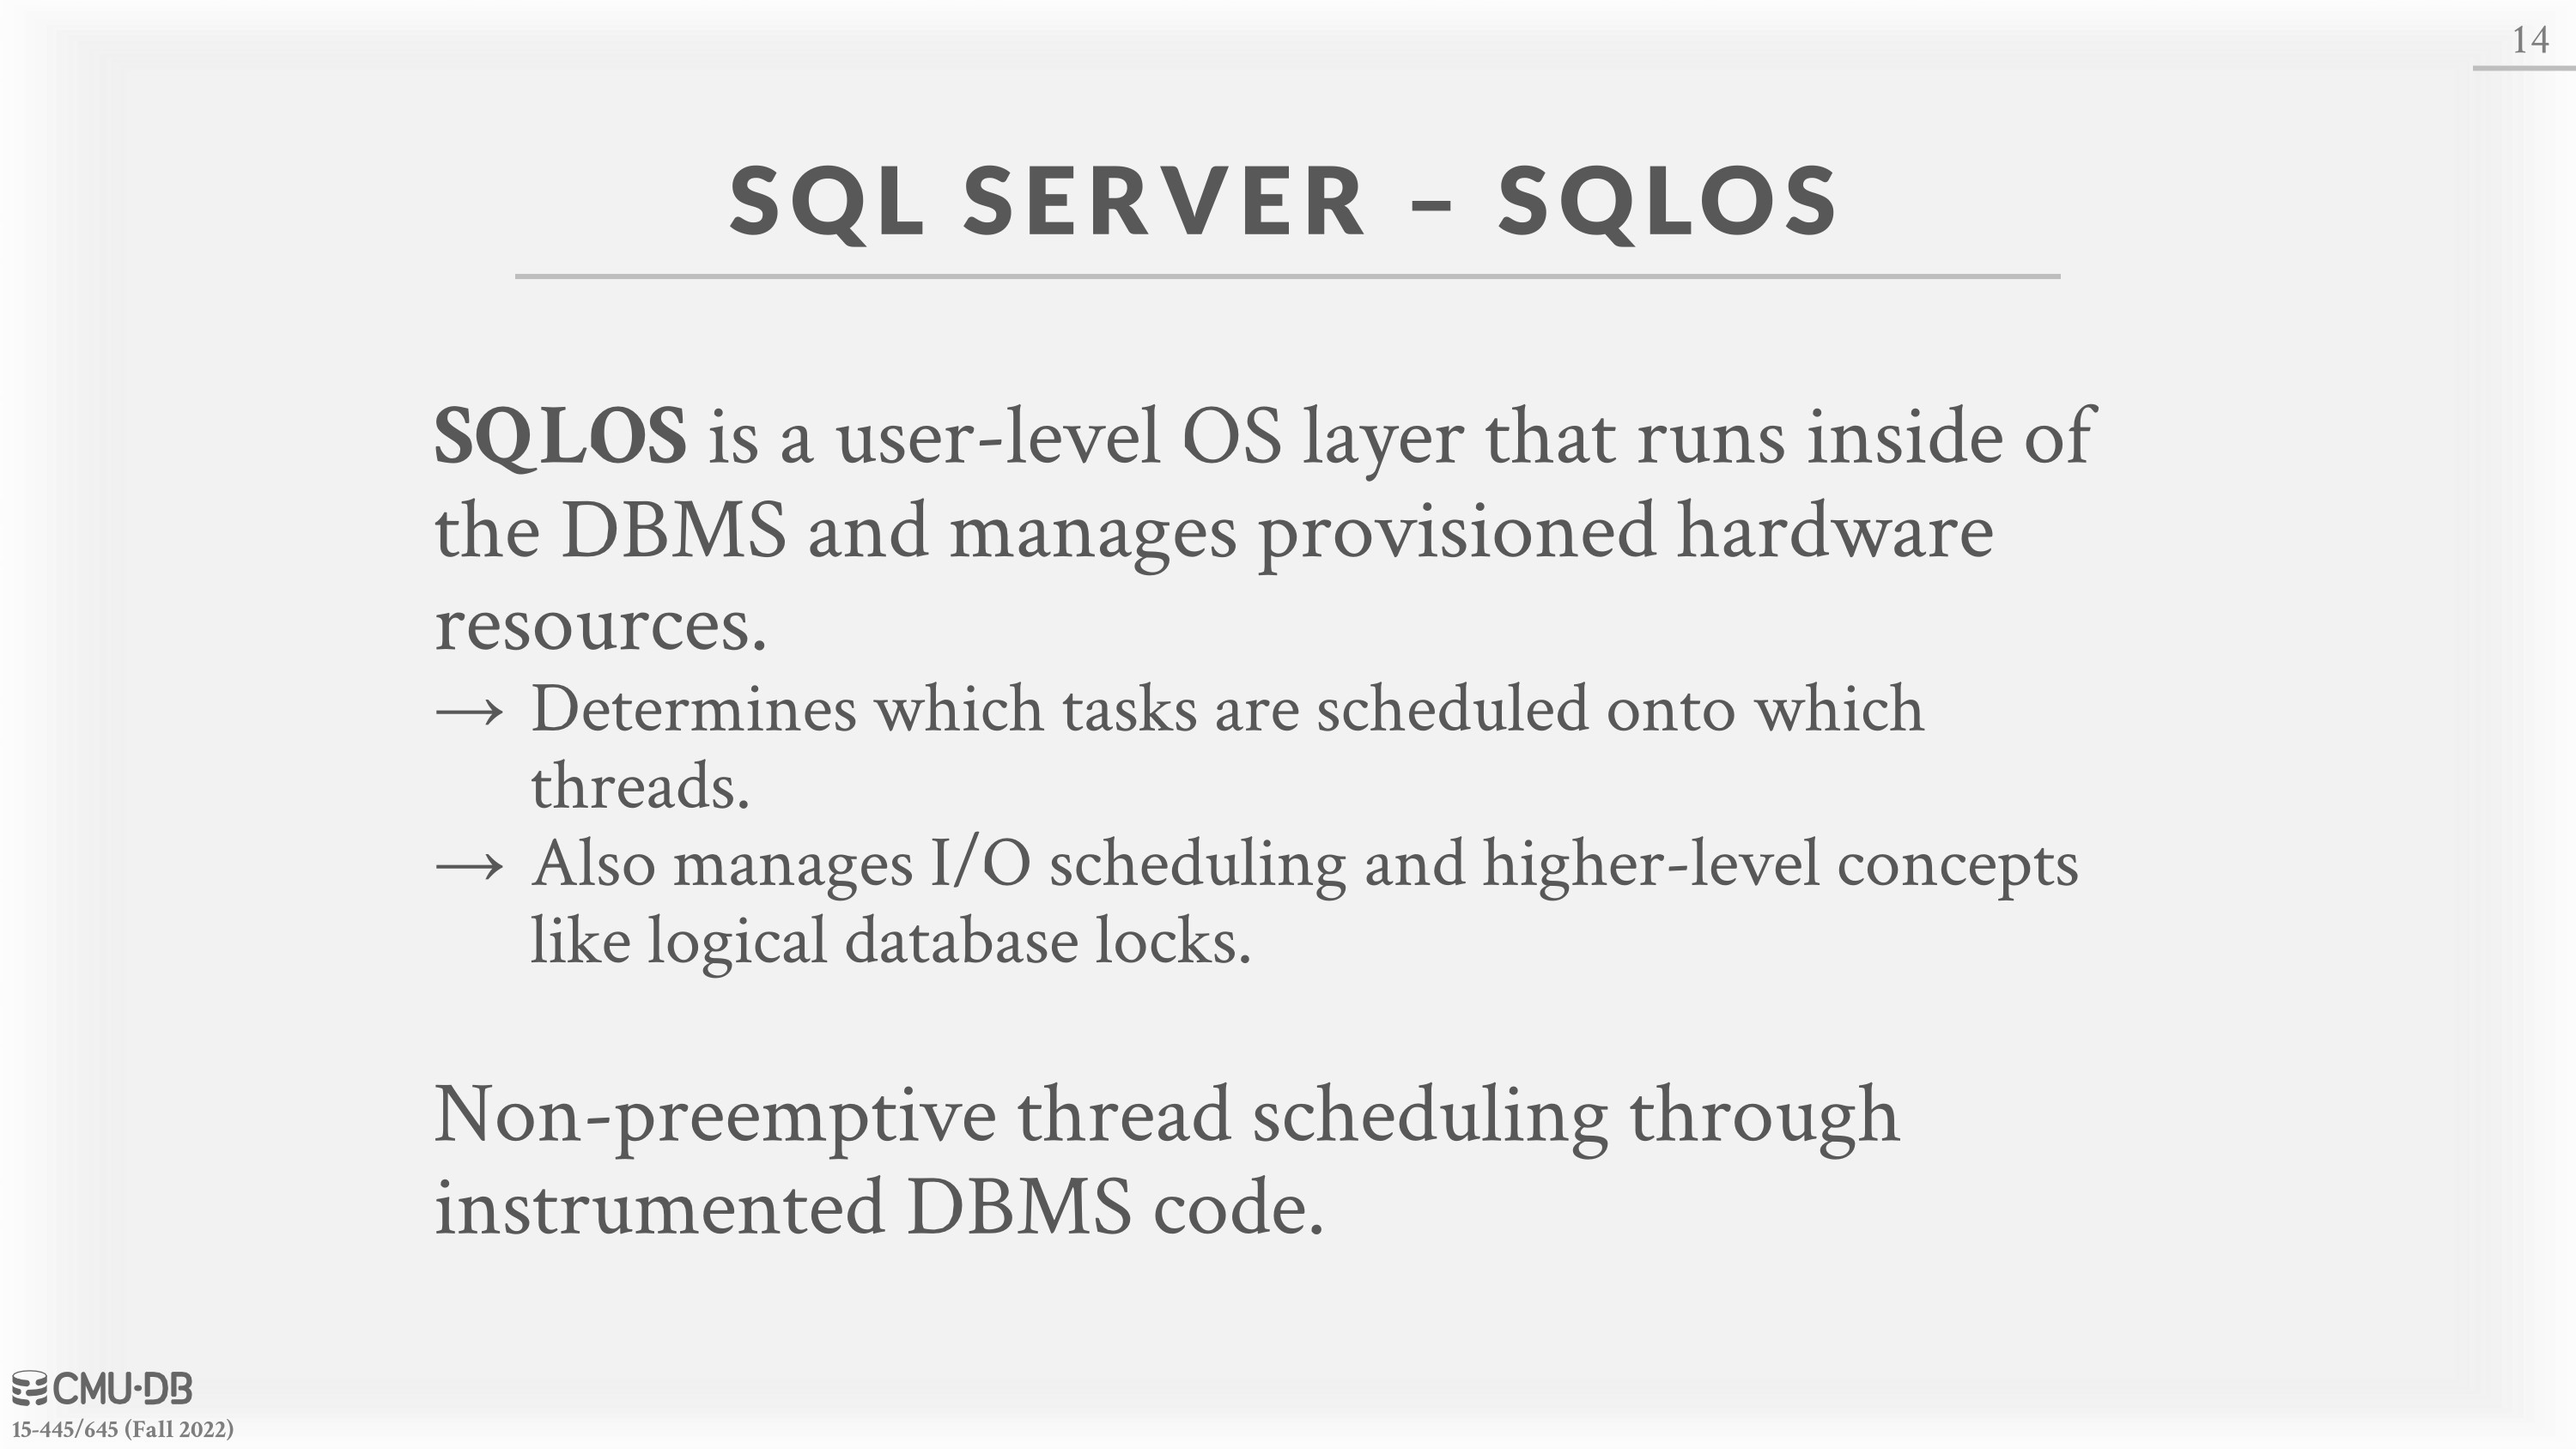 14
SQL SERVER – SQLOS
SQLOS is a user-level OS layer that runs inside of
the DBMS and manages provisioned hardware
resources.
→ Determines which tasks are scheduled onto which
threads.
→ Also manages I/O scheduling and higher-level concepts
like logical database locks.
Non-preemptive thread scheduling through
instrumented DBMS code.
CMU·DB
15-445/645 (Fall 2022)